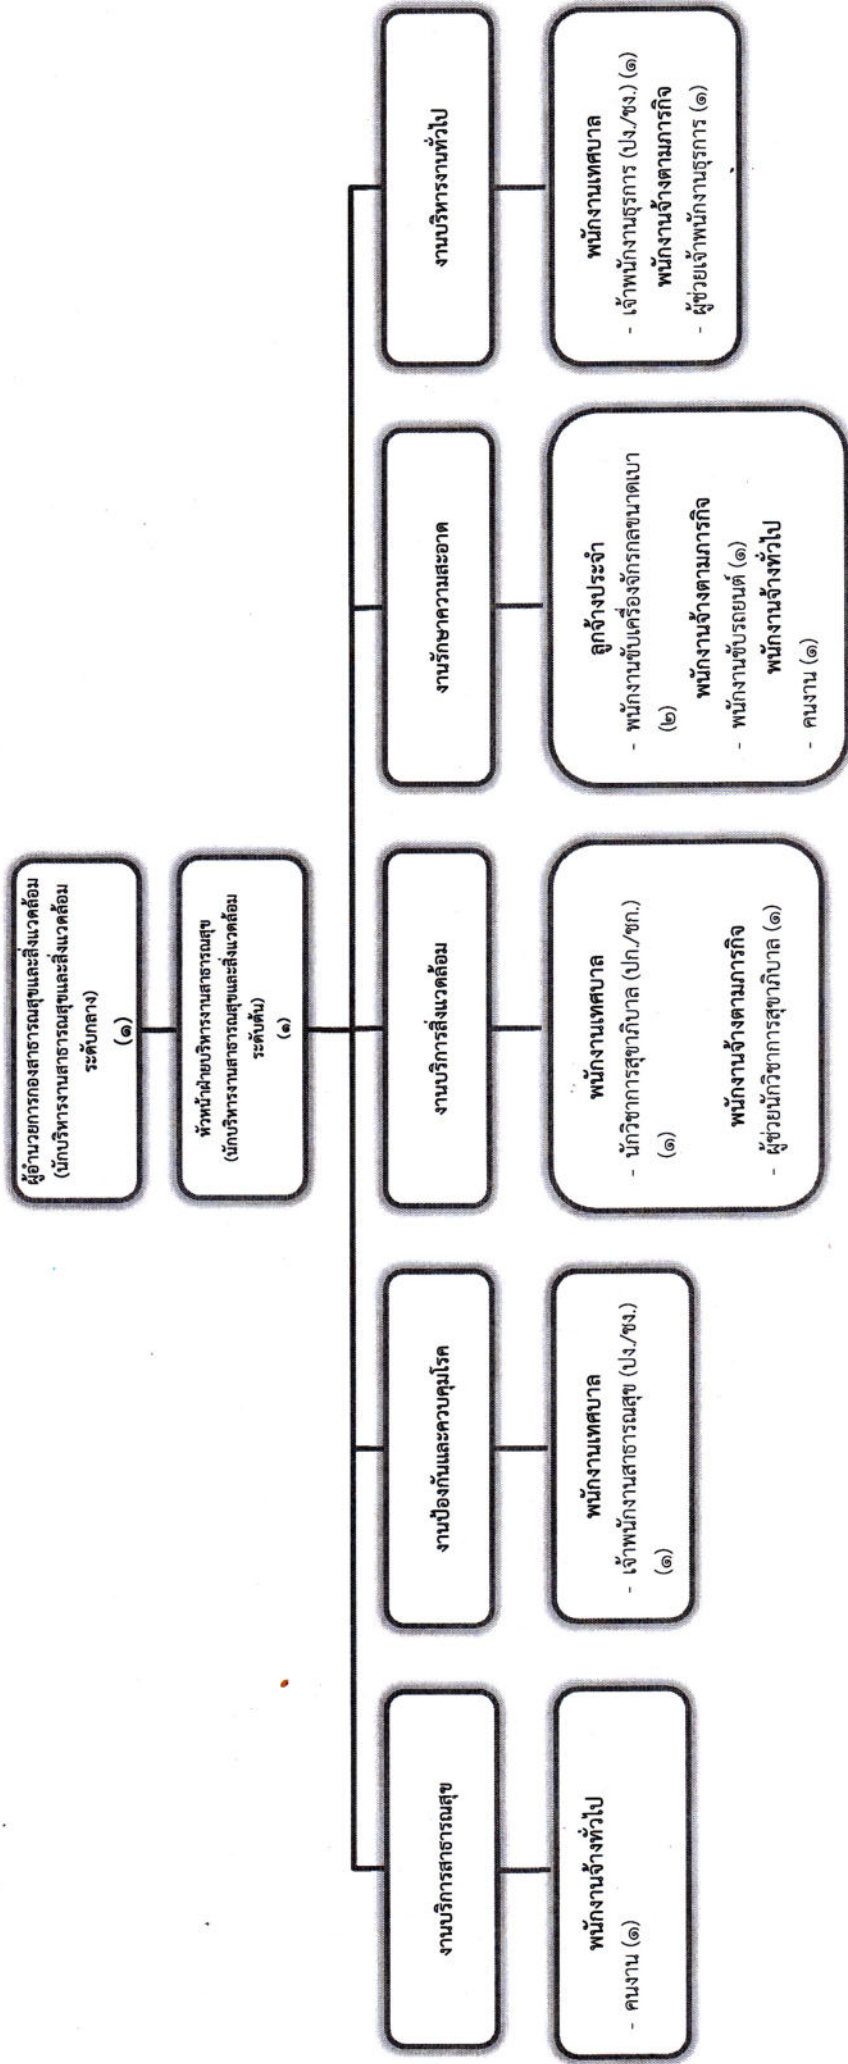 ผู้อำนวยการกองสาธารณสุขและสิ่งแวดล้อม
(นักบริหารงานสาธารณสุขและสิ่งแวดล้อม
ระดับกลาง)
(๑)
หัวหน้าฝ่ายบริหารงานสาธารณสุข
(นักบริหารงานสาธารณสุขและสิ่งแวดล้อม
ระดับต้น)
(๑)
งานบริการสาธารณสุข
พนักงานจ้างทั่วไป
- คนงาน (๑)
งานป้องกันและควบคุมโรค
พนักงานเทศบาล
- เจ้าพนักงานสาธารณสุข (ปง./ชง.)
(๑)
งานบริการสิ่งแวดล้อม
พนักงานเทศบาล
- นักวิชาการสุขาภิบาล (ปก./ชก.)
(๑)
พนักงานจ้างตามภารกิจ
- ผู้ช่วยนักวิชาการสุขาภิบาล (๑)
งานรักษาความสะอาด
ลูกจ้างประจำ
- พนักงานขับเครื่องจักรกลขนาดเบา
(๒)
พนักงานจ้างตามภารกิจ
- พนักงานขับรถยนต์ (๑)
พนักงานจ้างทั่วไป
- คนงาน (๑)
งานบริหารงานทั่วไป
พนักงานเทศบาล
- เจ้าพนักงานธุรการ (ปง./ชง.) (๑)
พนักงานจ้างตามภารกิจ
- ผู้ช่วยเจ้าพนักงานธุรการ (๑)